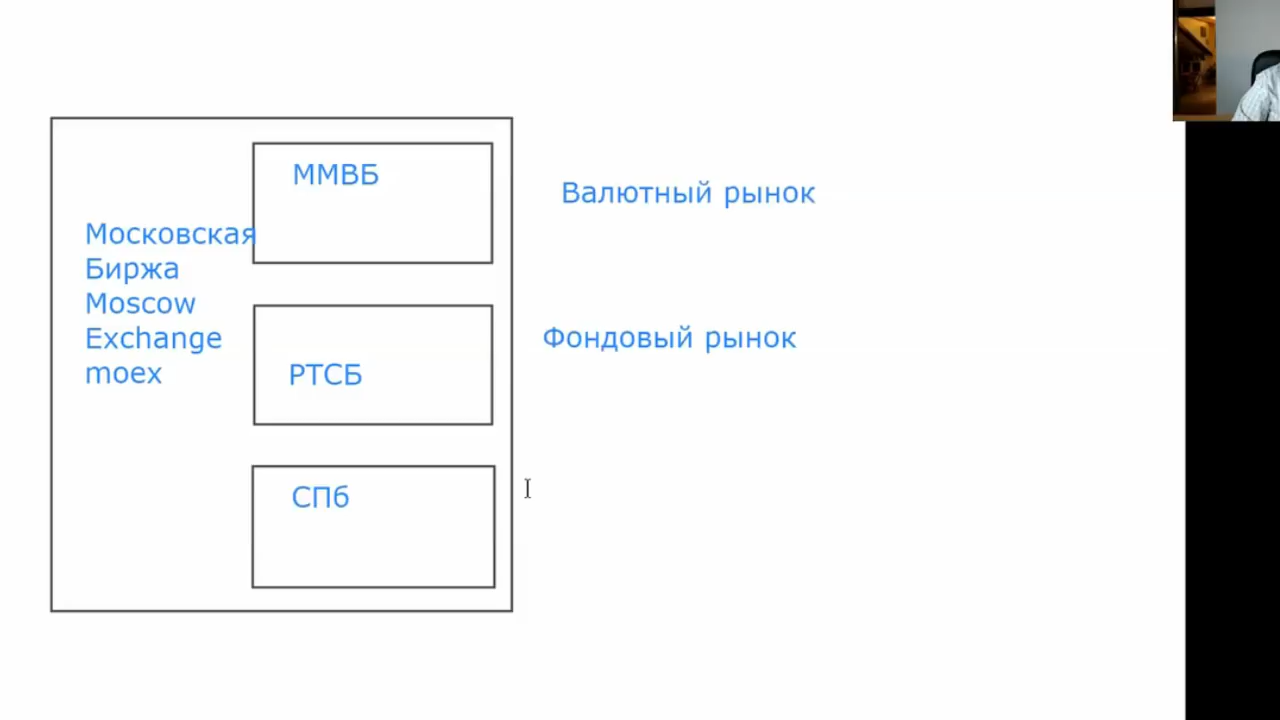 ММВБ
Валютный рынок
Московская
Биржа
Moscow
Exchange
moex
Фондовый рынок
РТСБ
СПб